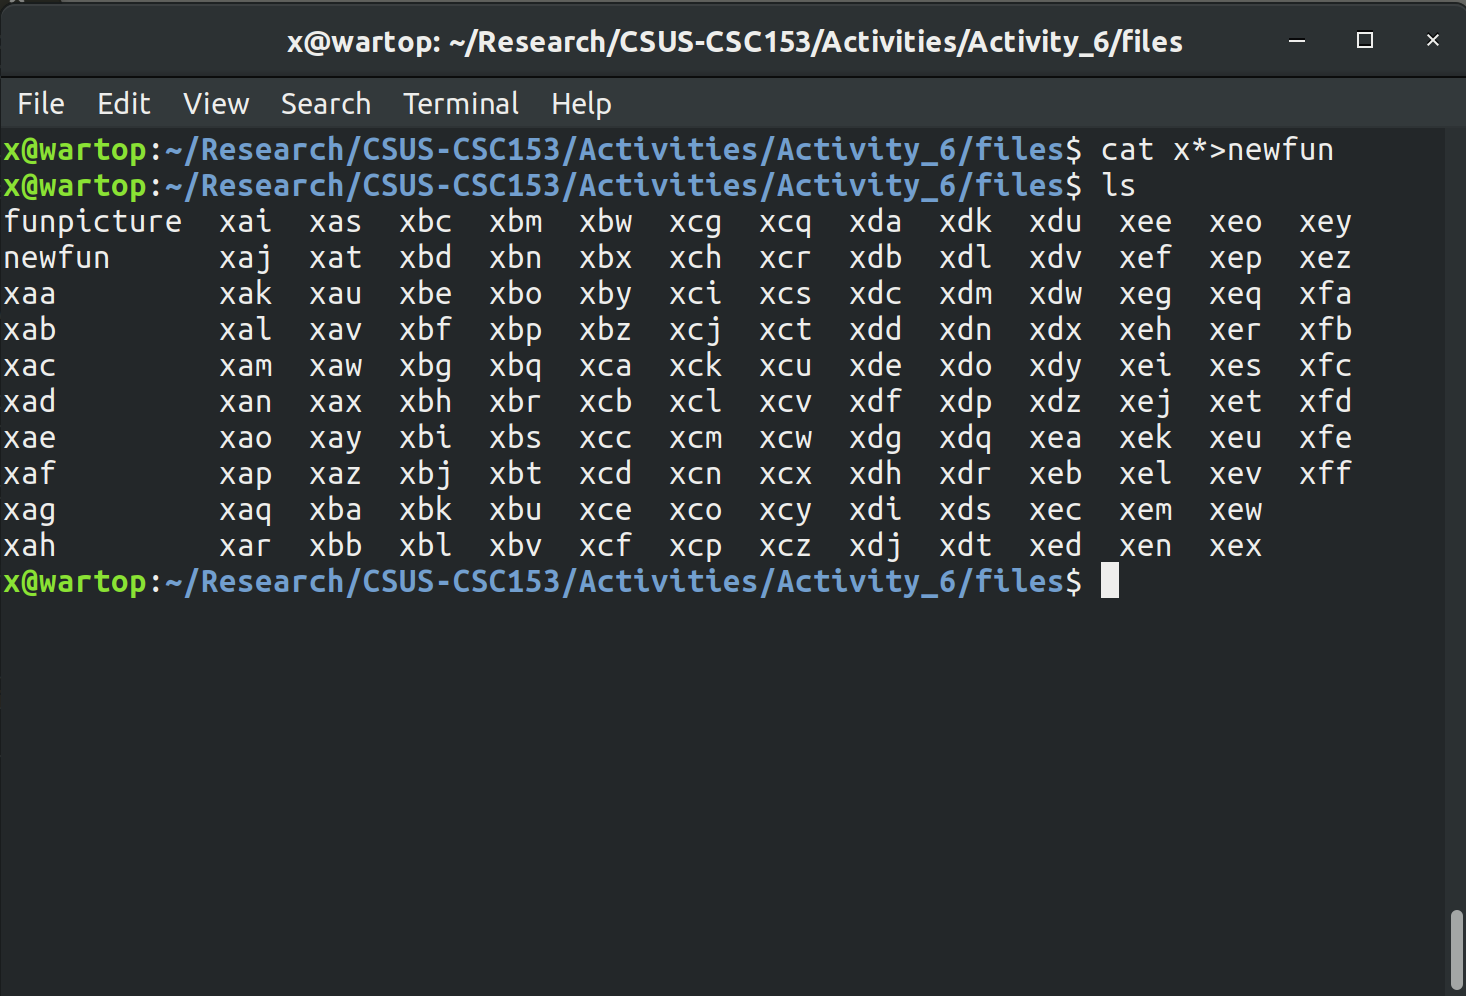 x@wartop: ~/Research/CSUS-CSC153/Activities/Activity_6/files
File Edit View Search Terminal Help
x@wartop:~/Research/CSUS-CSC153/Activities/Activity_6/files$ cat x*>newfun
x@wartop:~/Research/CSUS-CSC153/Activities/Activity_6/files$ ls
funpicture xai xas xbc xbm xbw xcg xcq xda xdk xdu xee xeo xey
newfun xaj xat xbd xbn xbx xch xcr xdb xdl xdv xef xep xez
xaa xak xau xbe xbo xby xci xcs xdc xdm xdw xeg xeq xfa
xab xal xav xbf xbp xbz xcj xct xdd xdn xdx xeh xer xfb
xac xam xaw xbg xbq xca xck xcu xde xdo xdy xei xes xfc
xad xan xax xbh xbr xcb xcl xcv xdf xdp xdz xej xet xfd
xae xao xay xbi xbs xcc xcm xcw xdg xdq xea xek xeu xfe
xaf xap xaz xbj xbt xcd xcn xcx xdh xdr xeb xel xev xff
xag xaq xba xbk xbu xce xco xcy xdi xds xec xem xew
xah xar xbb xbl xbv xcf xcp xcz xdj xdt xed xen xex
x@wartop:~/Research/CSUS-CSC153/Activities/Activity_6/files$